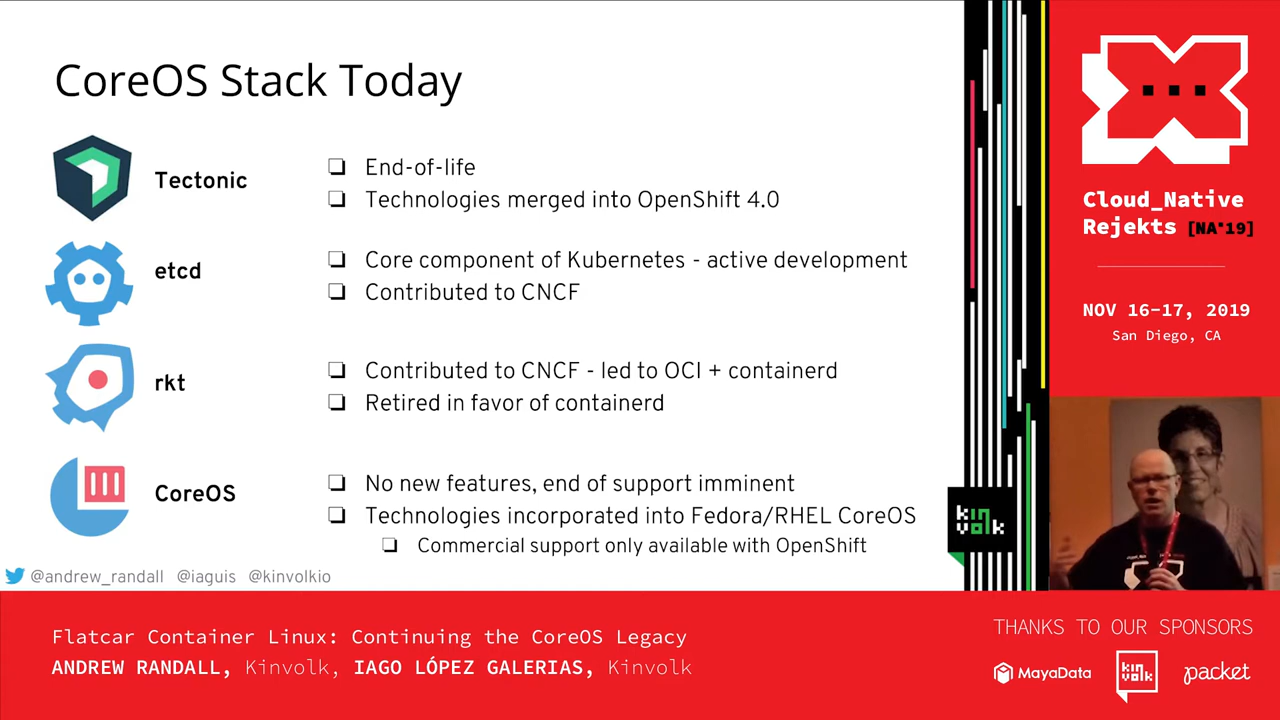 CoreOS Stack Today
Tectonic
❏ End-of-life
❏ Technologies merged into OpenShift 4.0
etcd
❏ Core component of Kubernetes - active development
❏ Contributed to CNCF
rkt
❏ Contributed to CNCF - led to OCI + containerd
❏ Retired in favor of containerd
CoreOS
❏ No new features, end of support imminent
❏ Technologies incorporated into Fedora/RHEL CoreOS
❏ Commercial support only available with OpenShift
@andrew_randall @iaguis @kinvolkio
kin
volk
Cloud_Native
Rejekts [NA'19]
NOV 16-17, 2019
San Diego, CA
Flatcar Container Linux: Continuing the CoreOS Legacy
ANDREW RANDALL, Kinvolk, IAGO LÓPEZ GALERIAS, Kinvolk
THANKS TO OUR SPONSORS
MayaData
kin
volk
packet